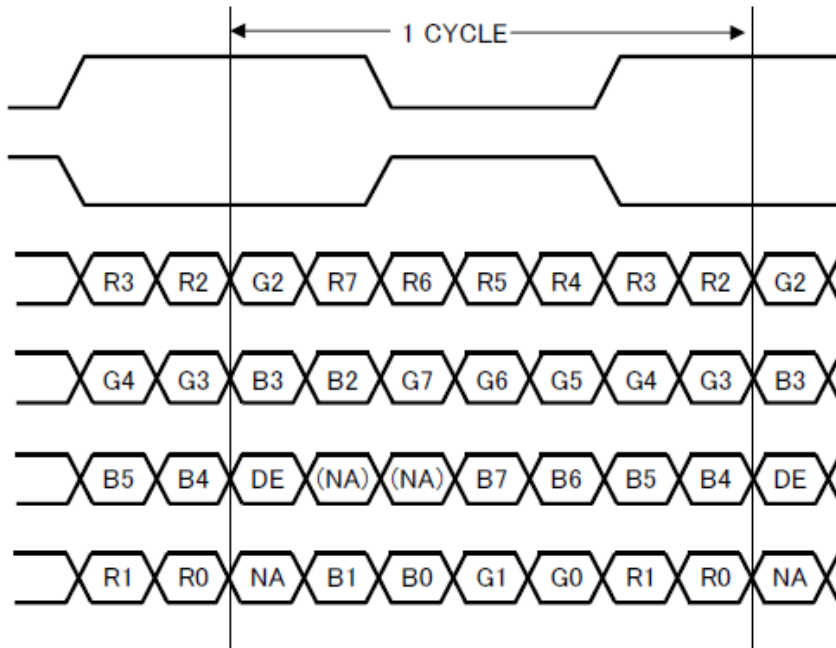 1 CYCLE
R3 R2 G2 R7 R6 R5 R4 R3 R2 G2
G4 G3 B3 B2 G7 G6 G5 G4 G3 B3
B5 B4 DE (NA) (NA) B7 B6 B5 B4 DE
R1 R0 NA B1 B0 G1 G0 R1 R0 NA